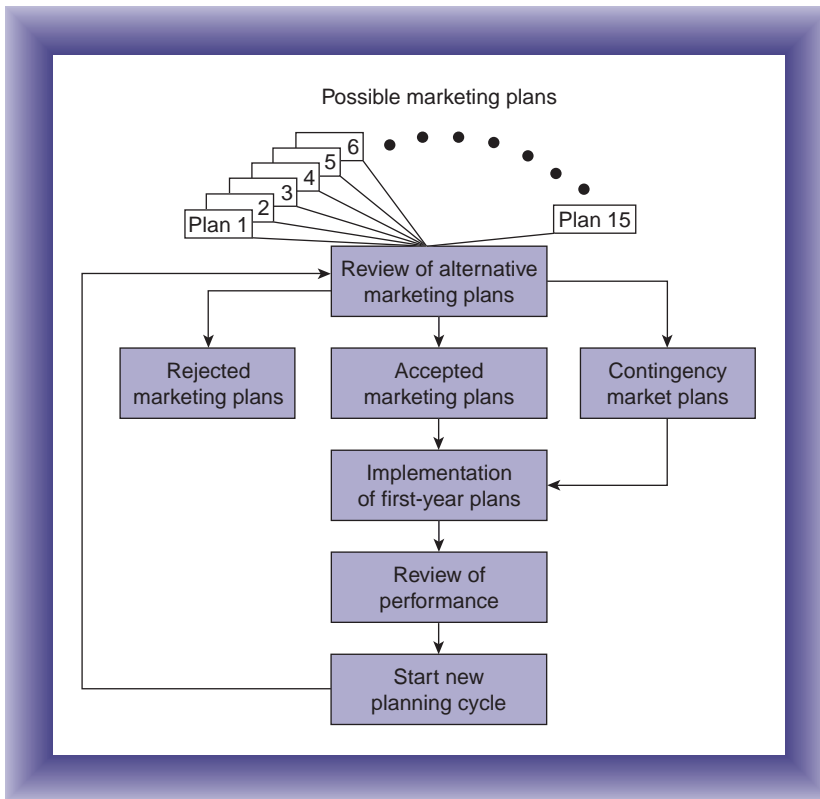 Possible marketing plans
6
5
4
3
2
Plan 1
Plan 15
Review of alternative
marketing plans
Rejected
marketing plans
Accepted
marketing plans
Contingency
market plans
Implementation
of first-year plans
Review of
performance
Start new
planning cycle